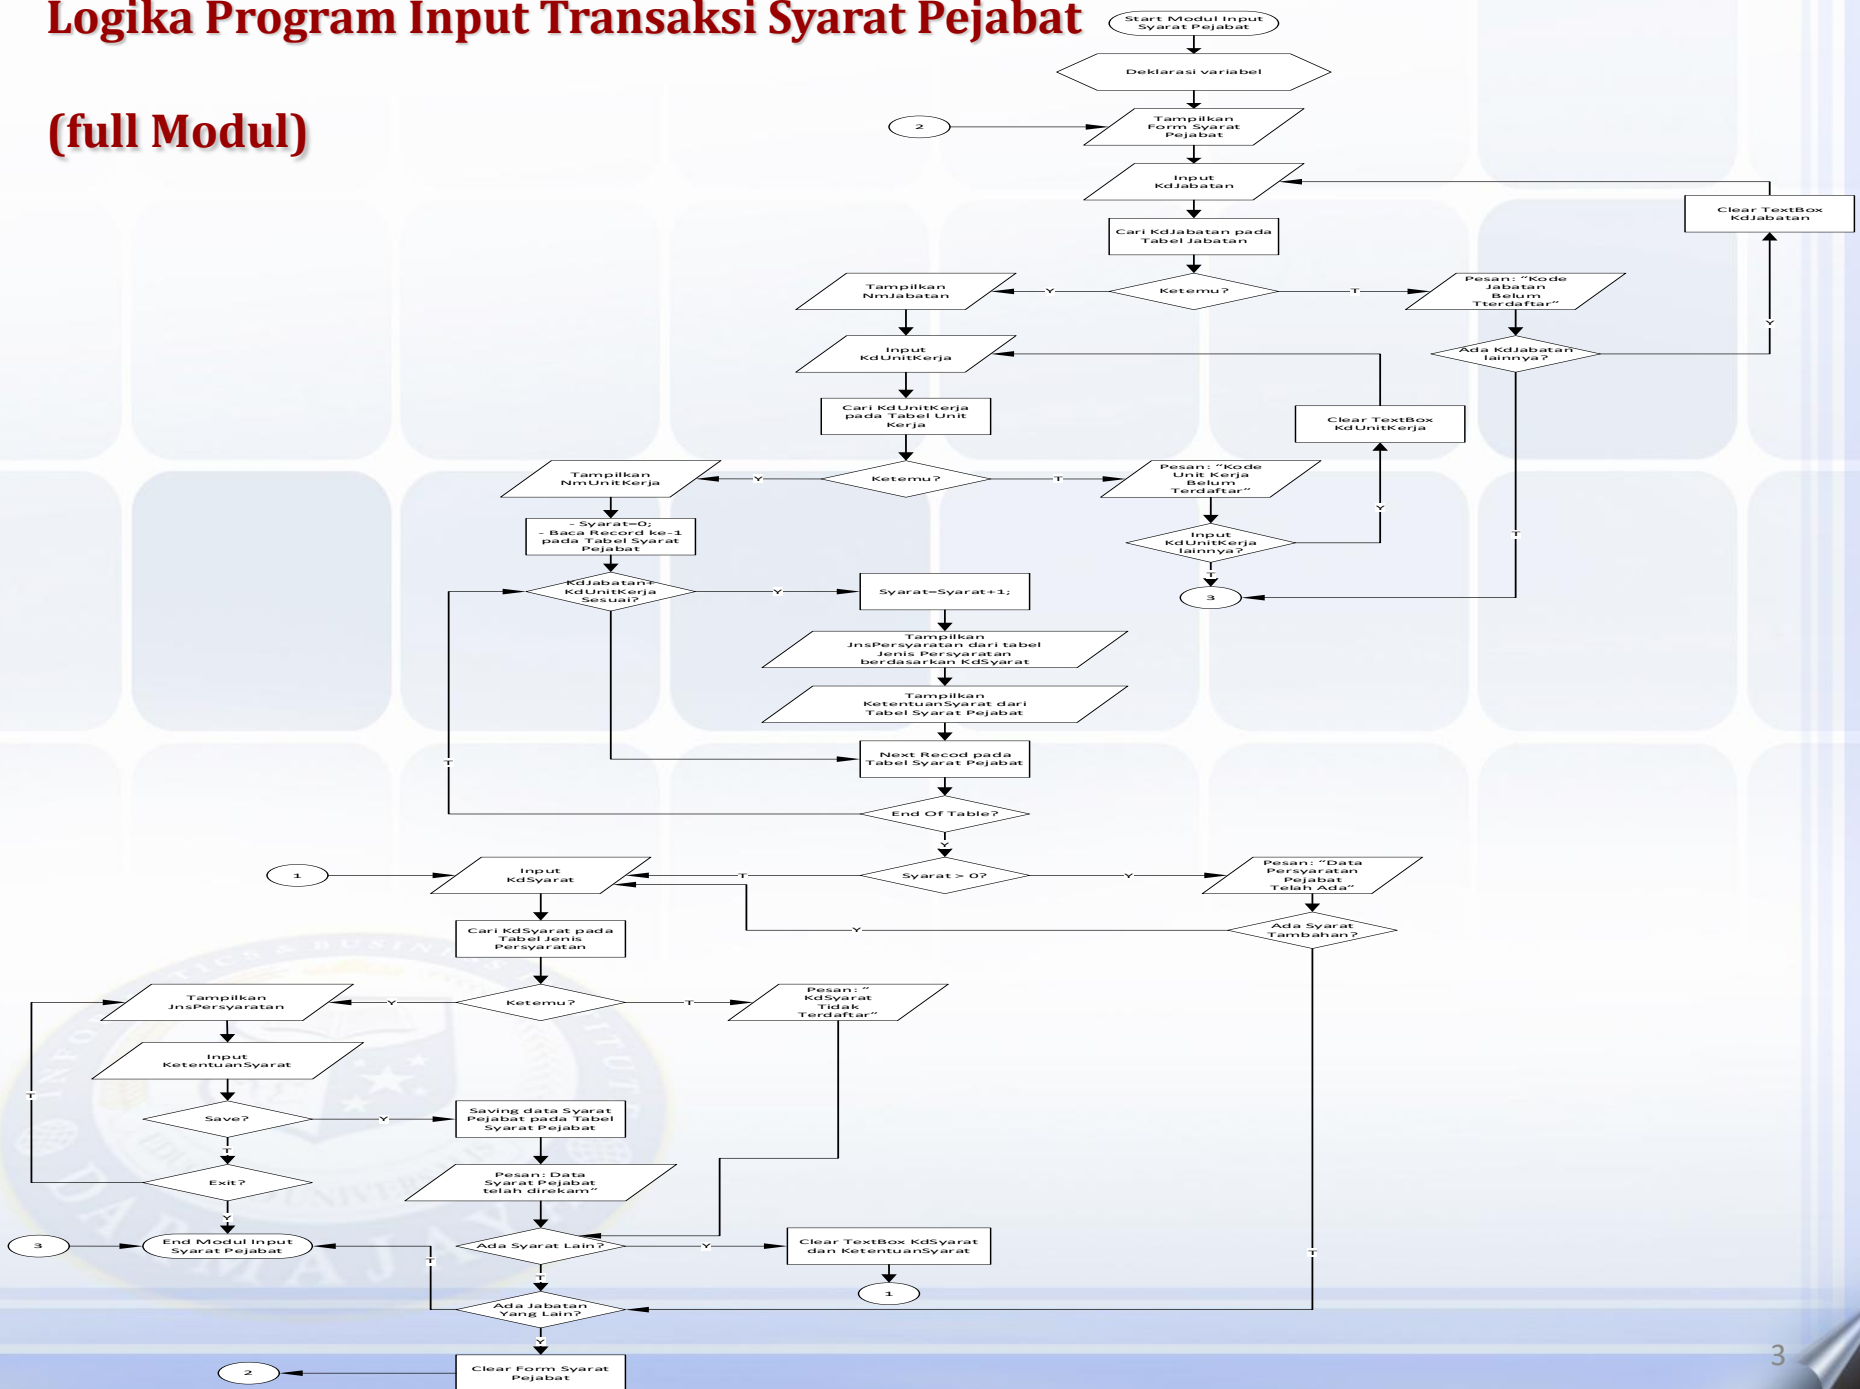 Logika Program Input Transaksi Syarat Pejabat
(full Modul)
Start Modul Input
Syarat Pejabat
Deklarasi variabel
2
Tampilkan
Form Syarat
Pejabat
Input
KdJabatan
Clear TextBox
KdJabatan
Cari KdJabatan pada
Tabel Jabatan
Tampilkan
NmJabatan
Y
Ketemu?
T
Pesan: “Kode
Jabatan
Belum
Tterdaftar”
Y
Input
KdUnitKerja
Ada KdJabatan
lainnya?
Cari KdUnitKerja
pada Tabel Unit
Kerja
Clear TextBox
KdUnitKerja
Tampilkan
NmUnitKerja
Y
Ketemu?
T
Pesan: “Kode
Unit Kerja
Belum
Terdaftar”
Y
- Syarat=0;
- Baca Record ke-1
pada Tabel Syarat
Pejabat
Input
KdUnitKerja
lainnya?
T
T
KdJabatan+
KdUnitKerja
Sesuai?
Y
Syarat=Syarat+1;
3
Tampilkan
JnsPersyaratan dari tabel
Jenis Persyaratan
berdasarkan KdSyarat
Tampilkan
KetentuanSyarat dari
Tabel Syarat Pejabat
T
Next Recod pada
Tabel Syarat Pejabat
End Of Table?
Y
1
Input
KdSyarat
T
Syarat > 0?
Y
Pesan: “Data
Persyaratan
Pejabat
Telah Ada”
Cari KdSyarat pada
Tabel Jenis
Persyaratan
Y
Ada Syarat
Tambahan?
Tampilkan
JnsPersyaratan
Y
Ketemu?
T
Pesan: “
KdSyarat
Tidak
Terdaftar”
Input
KetentuanSyarat
T
Save?
Y
Saving data Syarat
Pejabat pada Tabel
Syarat Pejabat
T
Exit?
Pesan: Data
Syarat Pejabat
telah direkam”
Y
3
End Modul Input
Syarat Pejabat
T
Ada Syarat Lain?
Y
Clear TextBox KdSyarat
dan KetentuanSyarat
T
T
1
Ada Jabatan
Yang Lain?
Y
2
Clear Form Syarat
Pejabat
3
INFORMATICS & BUSINESS INSTITUTE
DARMAJAYA